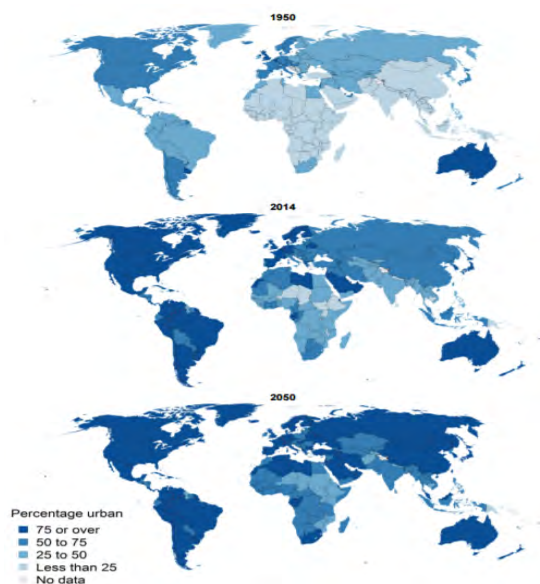 1950
2014
2050
Percentage urban
75 or over
50 to 75
25 to 50
Less than 25
No data